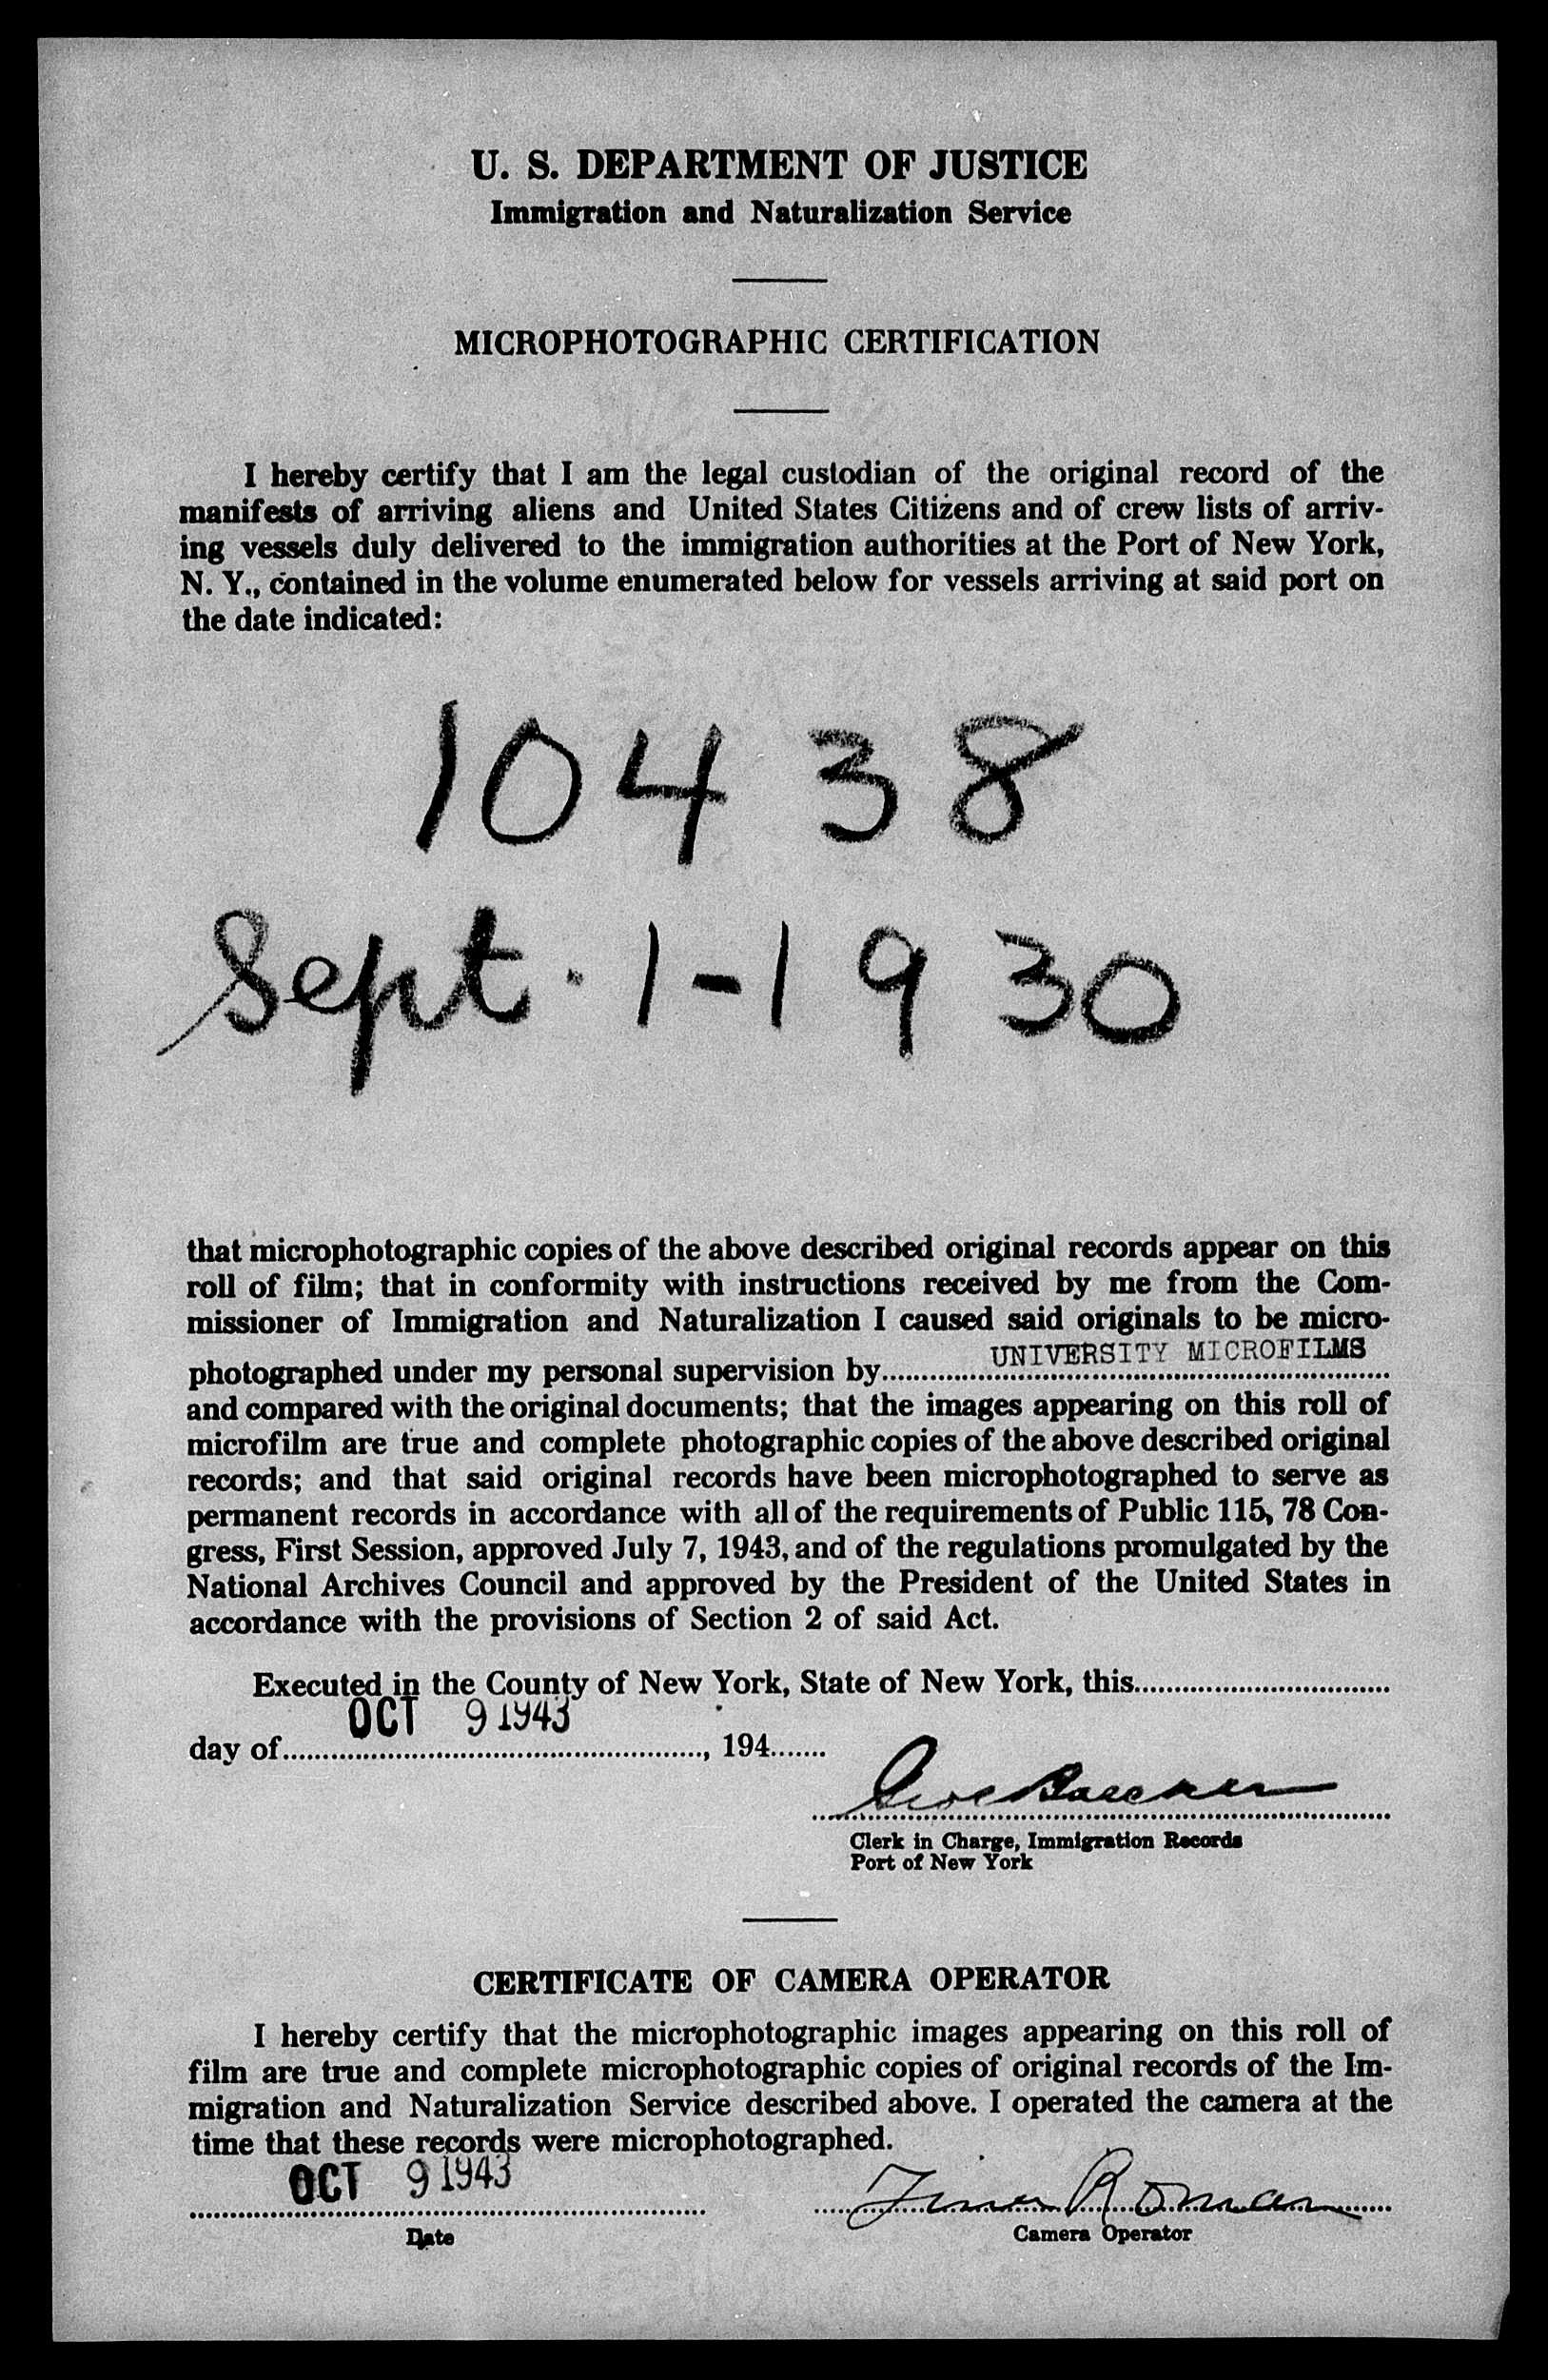 U. S. DEPARTMENT OF JUSTICE
Immigration and Naturalization Service
MICROPHOTOGRAPHIC CERTIFICATION
I hereby certify that I am the legal custodian of the original record of the
manifests of arriving aliens and United States Citizens and of crew lists of arriv-
ing vessels duly delivered to the immigration authorities at the Port of New York,
N. Y., contained in the volume enumerated below for vessels arriving at said port on
the date indicated:
10438
Sept. 1-1930
that microphotographic copies of the above described original records appear on this
roll of film; that in conformity with instructions received by me from the Com-
missioner of Immigration and Naturalization I caused said originals to be micro-
photographed under my personal supervision by UNIVERSITY MICROFILMS
and compared with the original documents; that the images appearing on this roll of
microfilm are true and complete photographic copies of the above described original
records; and that said original records have been microphotographed to serve as
permanent records in accordance with all of the requirements of Public 115, 78 Con-
gress, First Session, approved July 7, 1943, and of the regulations promulgated by the
National Archives Council and approved by the President of the United States in
accordance with the provisions of Section 2 of said Act.
Executed in the County of New York, State of New York, this
day of OCT 9 1943, 194
Clerk in Charge, Immigration Records
Port of New York
CERTIFICATE OF CAMERA OPERATOR
I hereby certify that the microphotographic images appearing on this roll of
film are true and complete microphotographic copies of original records of the Im-
migration and Naturalization Service described above. I operated the camera at the
time that these records were microphotographed.
OCT 9 1943
Roman
Date
Camera Operator